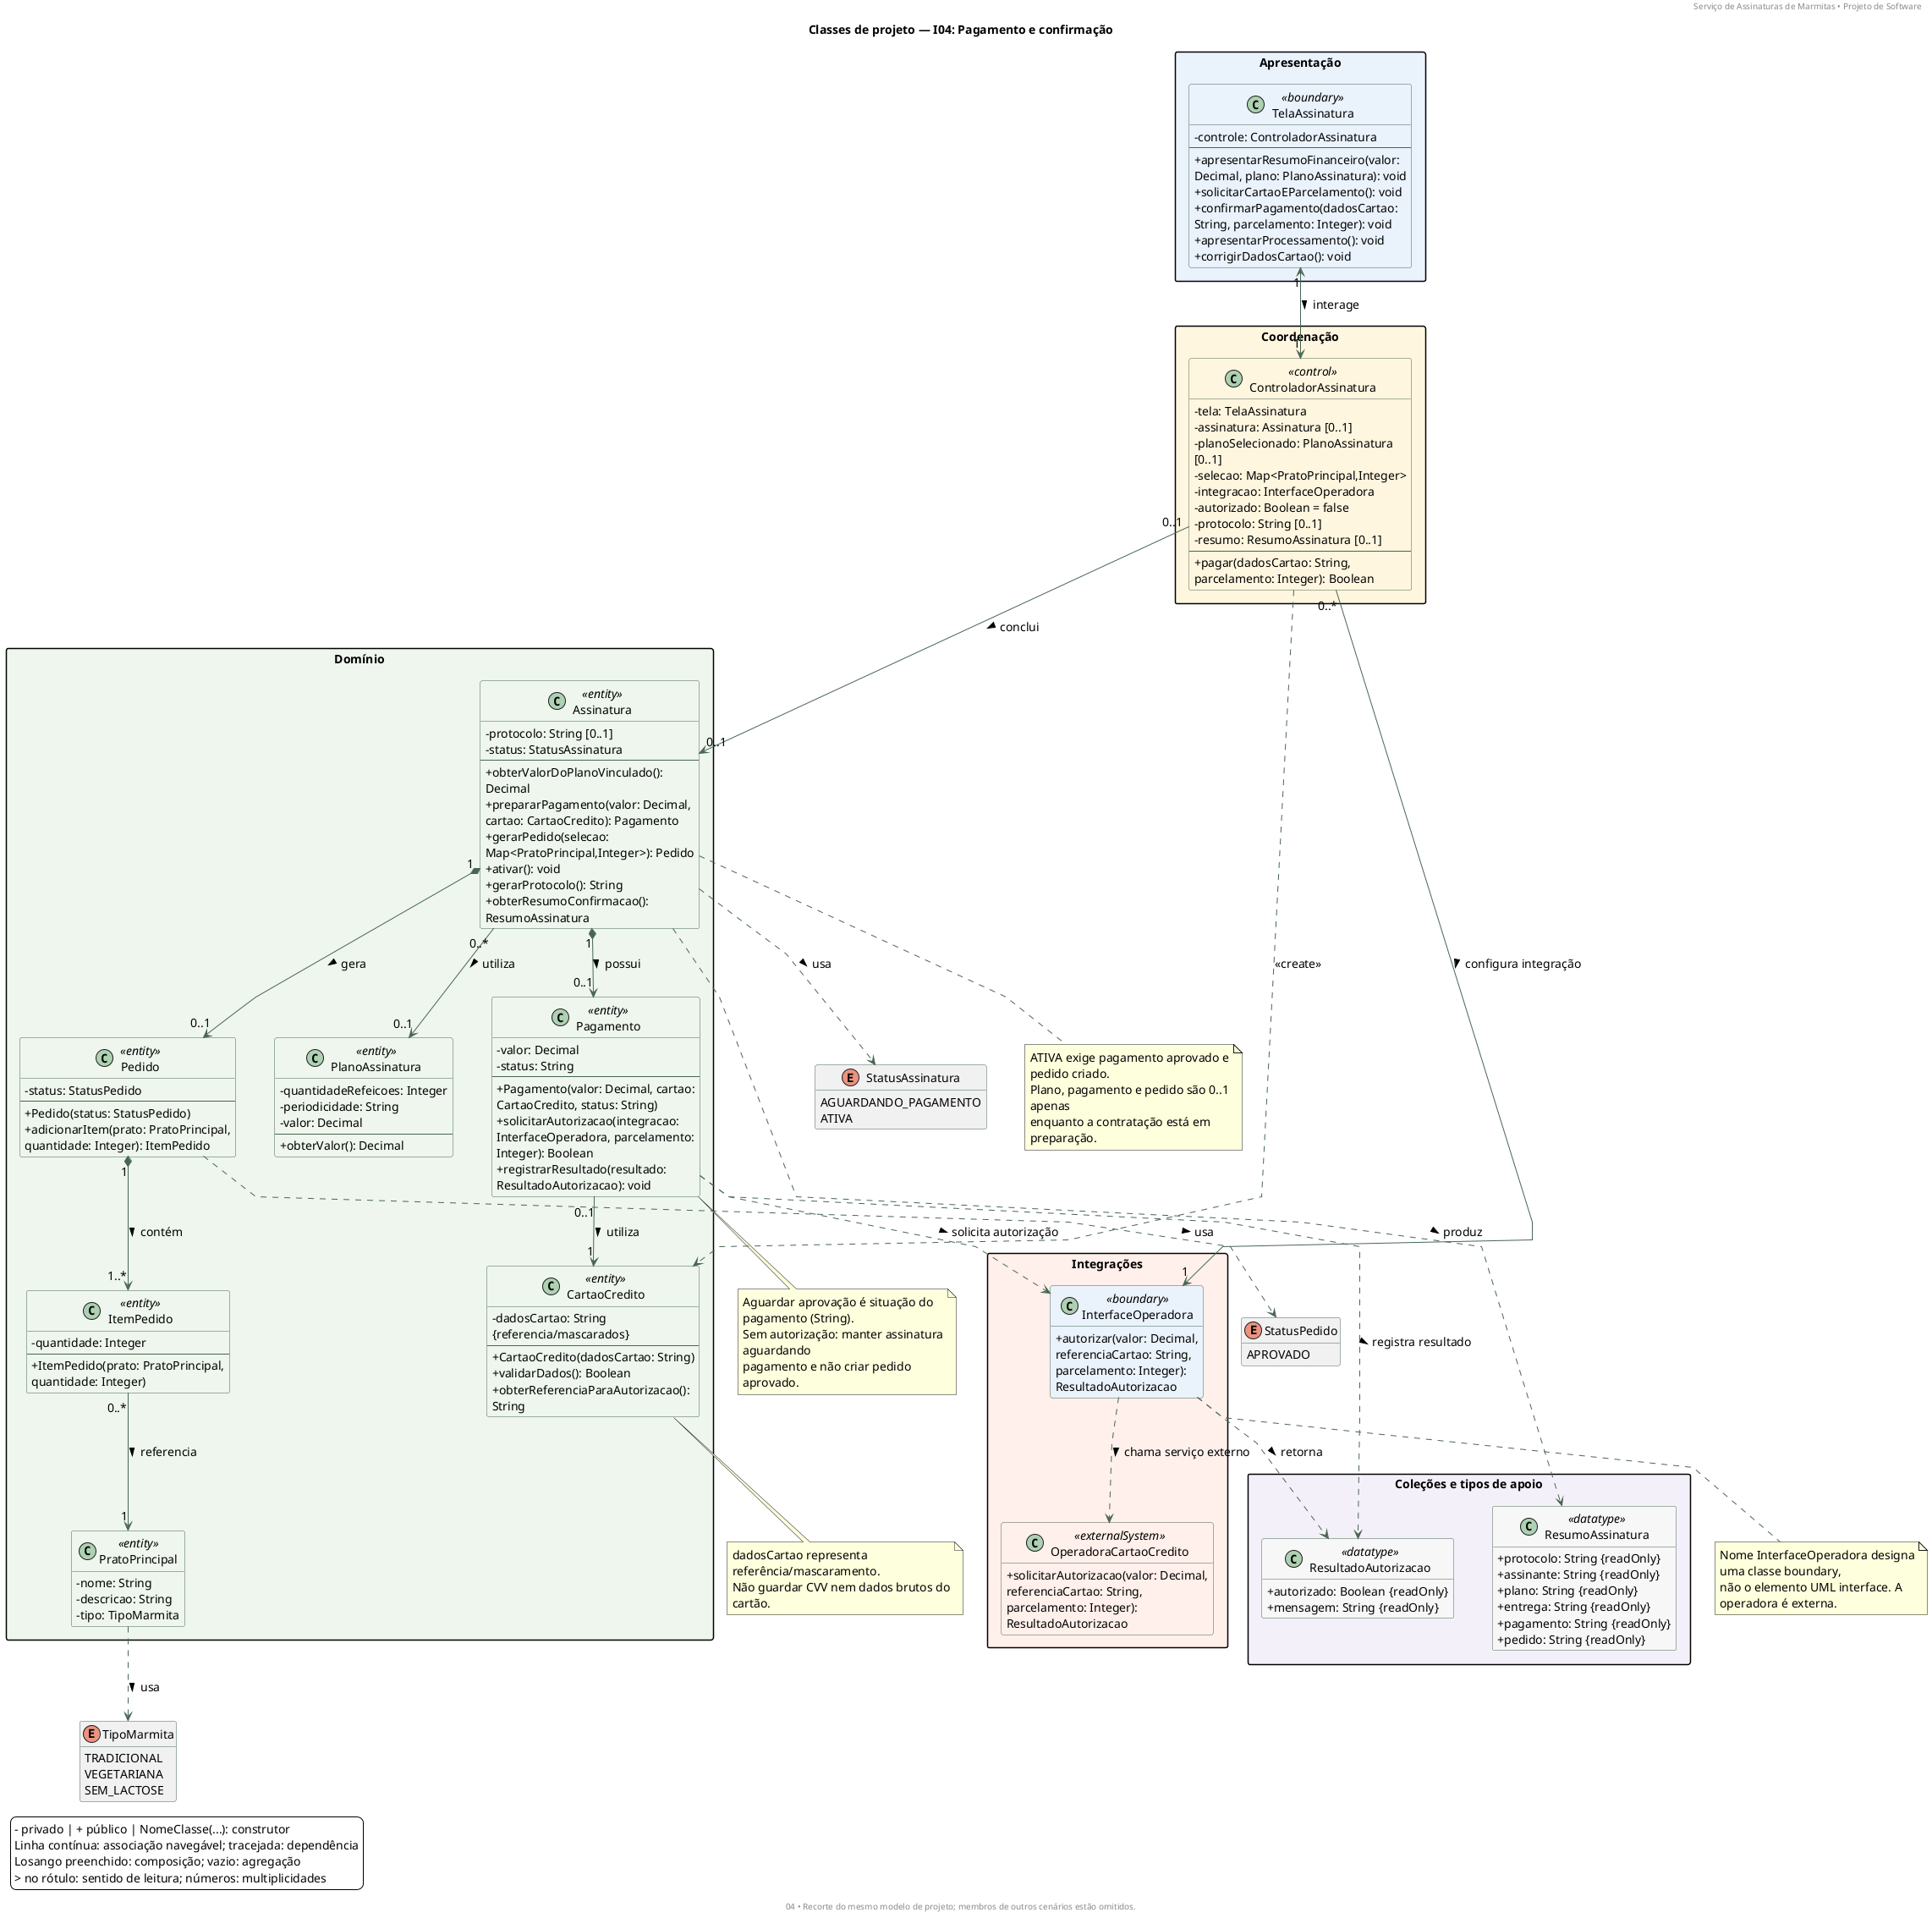 Serviço de Assinaturas de Marmitas • Projeto de Software
Classes de projeto — I04: Pagamento e confirmação
Apresentação
C
«boundary»
TelaAssinatura
-controle: ControladorAssinatura
+apresentarResumoFinanceiro(valor:
Decimal, plano: PlanoAssinatura): void
+solicitarCartaoEParcelamento(): void
+confirmarPagamento(dadosCartao:
String, parcelamento: Integer): void
+apresentarProcessamento(): void
+corrigirDadosCartao(): void
1
interage
1
Coordenação
C
«control»
ControladorAssinatura
-tela: TelaAssinatura
-assinatura: Assinatura [0..1]
-planoSelecionado: PlanoAssinatura
[0..1]
-selecao: Map<PratoPrincipal,Integer>
-integracao: InterfaceOperadora
-autorizado: Boolean = false
-protocolo: String [0..1]
-resumo: ResumoAssinatura [0..1]
+pagar(dadosCartao: String,
parcelamento: Integer): Boolean
0..1
0..*
conclui
0..1
Domínio
C
«entity»
Assinatura
-protocolo: String [0..1]
-status: StatusAssinatura
+obterValorDoPlanoVinculado():
Decimal
+prepararPagamento(valor: Decimal,
cartao: CartaoCredito): Pagamento
+gerarPedido(selecao:
Map<PratoPrincipal,Integer>): Pedido
+ativar(): void
+gerarProtocolo(): String
+obterResumoConfirmacao():
ResumoAssinatura
1
0..*
1
gera
utiliza
possui
usa
«create»
configura integração
0..1
0..1
0..1
C
«entity»
Pedido
-status: StatusPedido
+Pedido(status: StatusPedido)
+adicionarItem(prato: PratoPrincipal,
quantidade: Integer): ItemPedido
C
«entity»
PlanoAssinatura
-quantidadeRefeicoes: Integer
-periodicidade: String
-valor: Decimal
+obterValor(): Decimal
C
«entity»
Pagamento
-valor: Decimal
-status: String
+Pagamento(valor: Decimal, cartao:
CartaoCredito, status: String)
+solicitarAutorizacao(integracao:
InterfaceOperadora, parcelamento:
Integer): Boolean
+registrarResultado(resultado:
ResultadoAutorizacao): void
E
StatusAssinatura
AGUARDANDO_PAGAMENTO
ATIVA
ATIVA exige pagamento aprovado e
pedido criado.
Plano, pagamento e pedido são 0..1
apenas
enquanto a contratação está em
preparação.
1
contém
1..*
0..1
utiliza
1
solicita autorização
usa
produz
C
«entity»
ItemPedido
-quantidade: Integer
+ItemPedido(prato: PratoPrincipal,
quantidade: Integer)
C
«entity»
CartaoCredito
-dadosCartao: String
{referencia/mascarados}
+CartaoCredito(dadosCartao: String)
+validarDados(): Boolean
+obterReferenciaParaAutorizacao():
String
Aguardar aprovação é situação do
pagamento (String).
Sem autorização: manter assinatura
aguardando
pagamento e não criar pedido
aprovado.
Integrações
1
C
«boundary»
InterfaceOperadora
+autorizar(valor: Decimal,
referenciaCartao: String,
parcelamento: Integer):
ResultadoAutorizacao
E
StatusPedido
APROVADO
registra resultado
0..*
referencia
1
chama serviço externo
retorna
C
«entity»
PratoPrincipal
-nome: String
-descricao: String
-tipo: TipoMarmita
dadosCartao representa
referência/mascaramento.
Não guardar CVV nem dados brutos do
cartão.
C
«externalSystem»
OperadoraCartaoCredito
+solicitarAutorizacao(valor: Decimal,
referenciaCartao: String,
parcelamento: Integer):
ResultadoAutorizacao
Coleções e tipos de apoio
C
«datatype»
ResultadoAutorizacao
+autorizado: Boolean {readOnly}
+mensagem: String {readOnly}
C
«datatype»
ResumoAssinatura
+protocolo: String {readOnly}
+assinante: String {readOnly}
+plano: String {readOnly}
+entrega: String {readOnly}
+pagamento: String {readOnly}
+pedido: String {readOnly}
Nome InterfaceOperadora designa
uma classe boundary,
não o elemento UML interface. A
operadora é externa.
usa
E
TipoMarmita
TRADICIONAL
VEGETARIANA
SEM_LACTOSE
- privado | + público | NomeClasse(...): construtor
Linha contínua: associação navegável; tracejada: dependência
Losango preenchido: composição; vazio: agregação
> no rótulo: sentido de leitura; números: multiplicidades
04 • Recorte do mesmo modelo de projeto; membros de outros cenários estão omitidos.